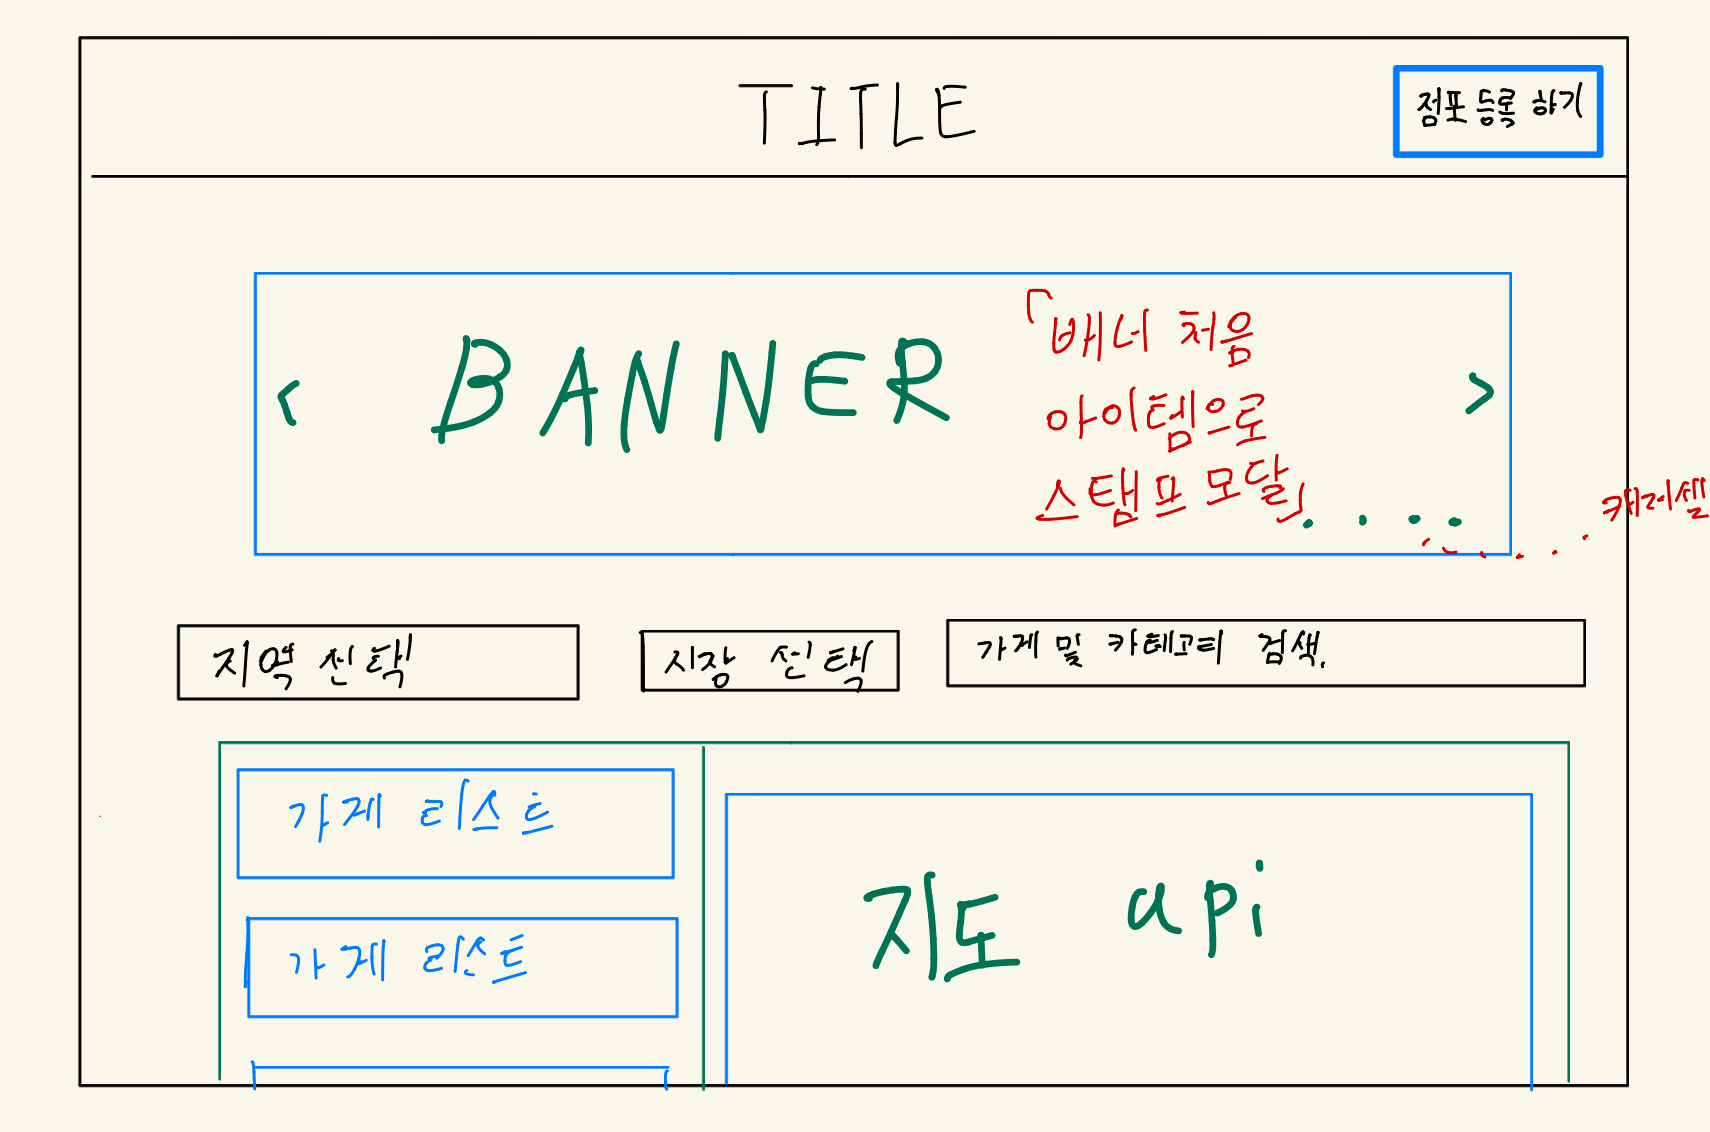 TITLE
점포 등록 하기
< BANNER >
「배너 처음
아이템으로
스탬프 모달」
캐러셀
지역 선택
시장 선택
가게 및 카테고리 검색.
가게 리스트
가게 리스트
지도 api